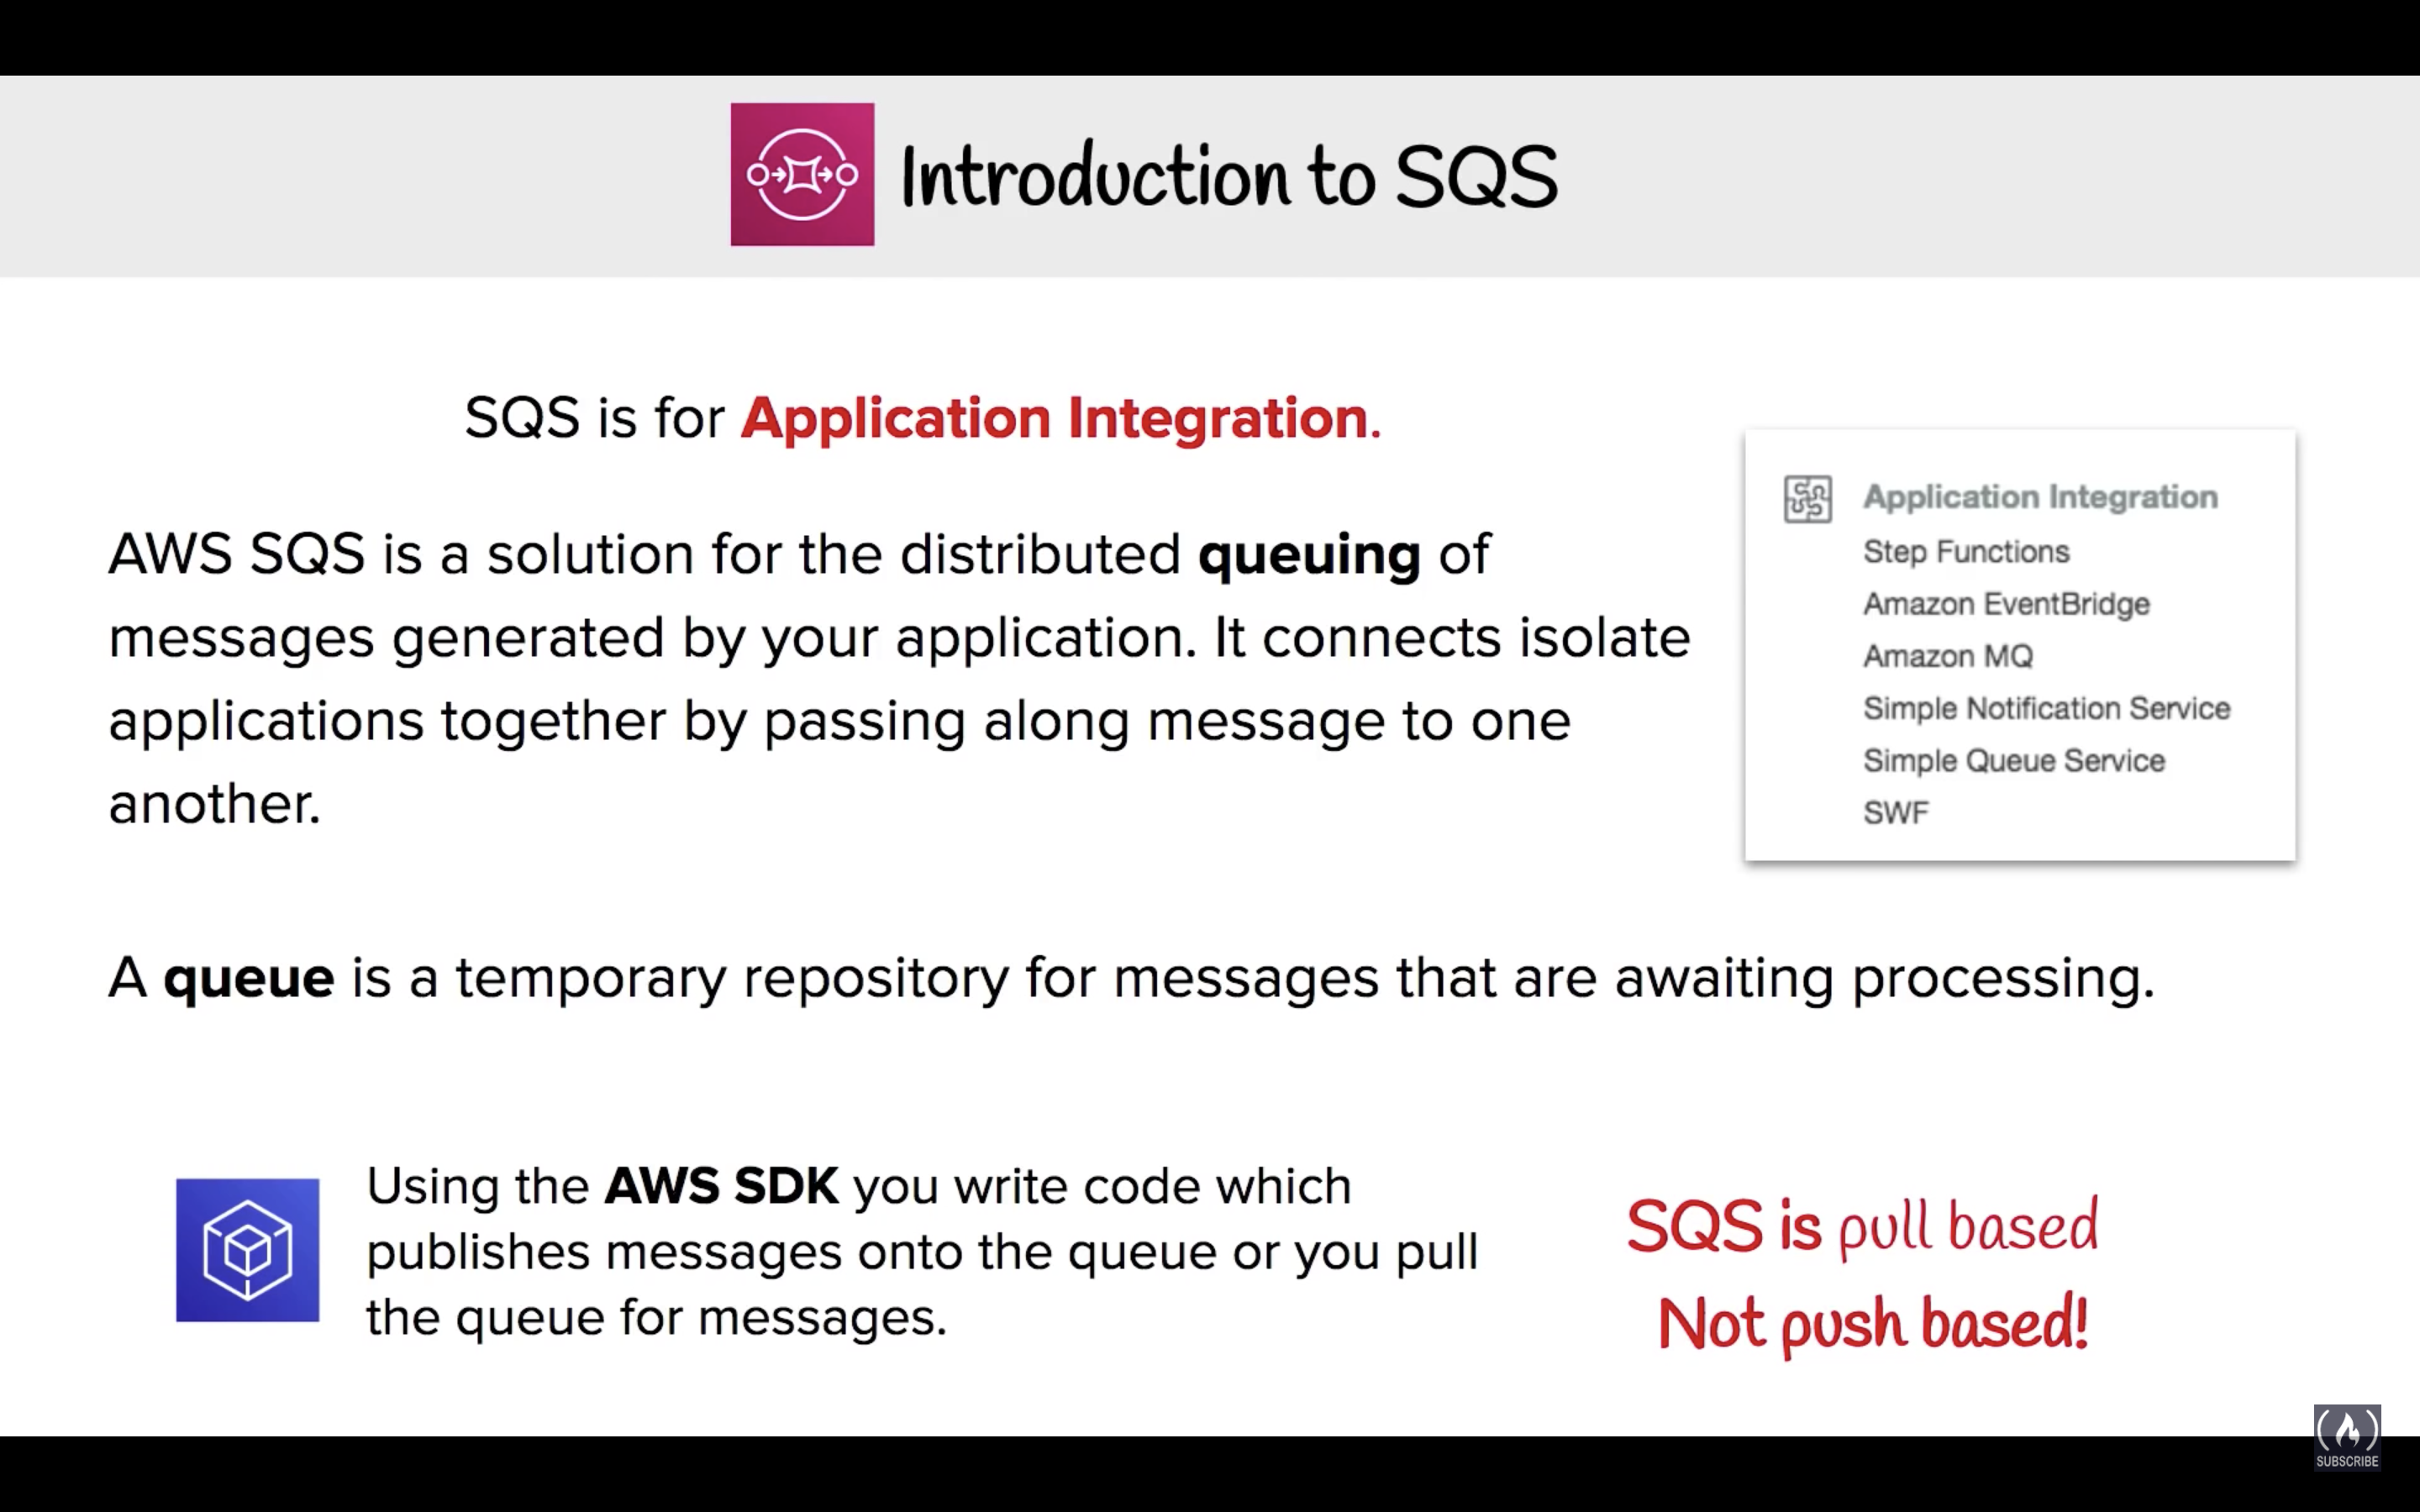 Introduction to SQS
SQS is for Application Integration.
AWS SQS is a solution for the distributed queuing of
messages generated by your application. It connects isolate
applications together by passing along message to one
another.
Application Integration
Step Functions
Amazon EventBridge
Amazon MQ
Simple Notification Service
Simple Queue Service
SWF
A queue is a temporary repository for messages that are awaiting processing.
Using the AWS SDK you write code which
publishes messages onto the queue or you pull
the queue for messages.
SQS is pull based
Not push based!
SUBSCRIBE